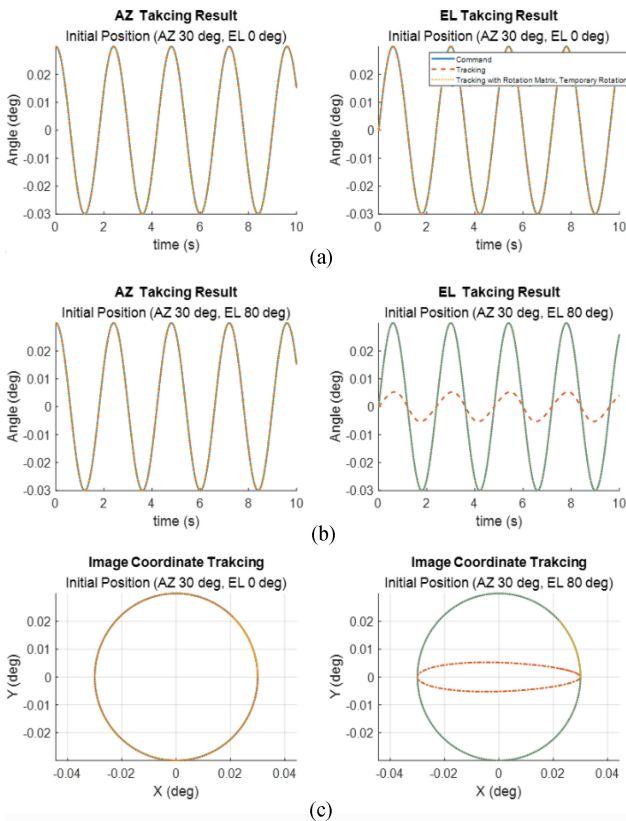 AZ Takcing Result
Initial Position (AZ 30 deg, EL 0 deg)
Angle (deg)
0.02
0.01
0
-0.01
-0.02
-0.03
0 2 4 6 8 10
time (s)
EL Takcing Result
Initial Position (AZ 30 deg, EL 0 deg)
Command
Tracking
Tracking with Rotation Matrix, Temporary Rotation
Angle (deg)
0.02
0.01
0
-0.01
-0.02
-0.03
0 2 4 6 8 10
time (s)
(a)
AZ Takcing Result
Initial Position (AZ 30 deg, EL 80 deg)
Angle (deg)
0.02
0.01
0
-0.01
-0.02
-0.03
0 2 4 6 8 10
time (s)
EL Takcing Result
Initial Position (AZ 30 deg, EL 80 deg)
Angle (deg)
0.02
0.01
0
-0.01
-0.02
-0.03
0 2 4 6 8 10
time (s)
(b)
Image Coordinate Trakcing
Initial Position (AZ 30 deg, EL 0 deg)
Y (deg)
0.02
0.01
0
-0.01
-0.02
-0.04 -0.02 0 0.02 0.04
X (deg)
Image Coordinate Trakcing
Initial Position (AZ 30 deg, EL 80 deg)
Y (deg)
0.02
0.01
0
-0.01
-0.02
-0.04 -0.02 0 0.02 0.04
X (deg)
(c)